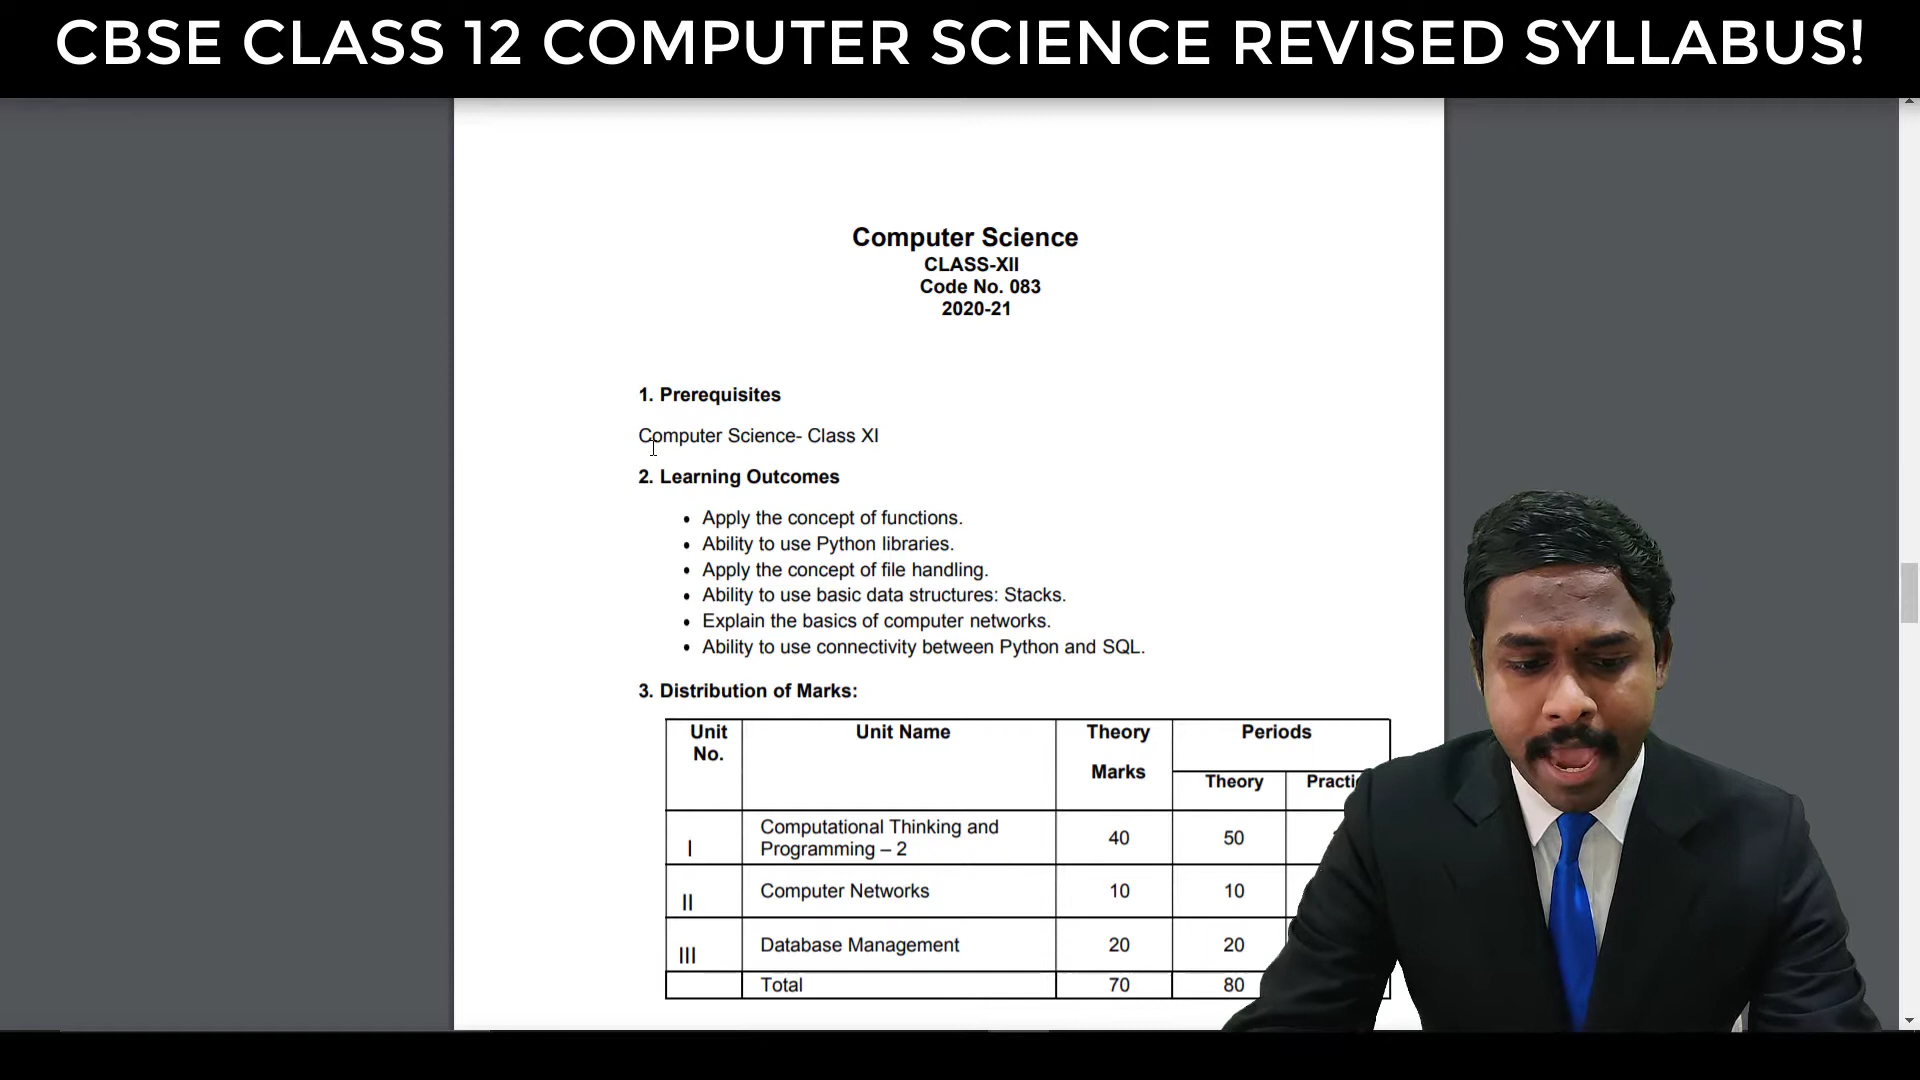 CBSE CLASS 12 COMPUTER SCIENCE REVISED SYLLABUS!
Computer Science
CLASS-XII
Code No. 083
2020-21
1. Prerequisites
Computer Science- Class XI
2. Learning Outcomes
• Apply the concept of functions.
• Ability to use Python libraries.
• Apply the concept of file handling.
• Ability to use basic data structures: Stacks.
• Explain the basics of computer networks.
• Ability to use connectivity between Python and SQL.
3. Distribution of Marks:
Unit No. Unit Name Theory Marks Periods
Theory
I Computational Thinking and Programming – 2 40 50
II Computer Networks 10 10
III Database Management 20 20
Total 70 80